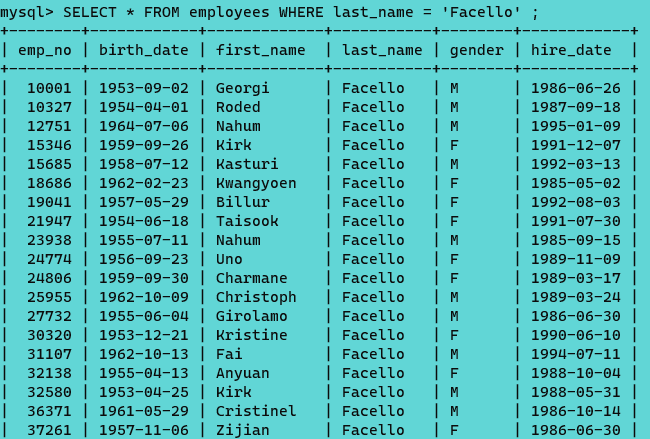 mysql> SELECT * FROM employees WHERE last_name = 'Facello' ;
+--------+------------+------------+-----------+--------+------------+
| emp_no | birth_date | first_name | last_name | gender | hire_date  |
+--------+------------+------------+-----------+--------+------------+
|  10001 | 1953-09-02 | Georgi     | Facello   | M      | 1986-06-26 |
|  10327 | 1954-04-01 | Roded      | Facello   | M      | 1987-09-18 |
|  12751 | 1964-07-06 | Nahum      | Facello   | M      | 1995-01-09 |
|  15346 | 1959-09-26 | Kirk       | Facello   | F      | 1991-12-07 |
|  15685 | 1958-07-12 | Kasturi    | Facello   | M      | 1992-03-13 |
|  18686 | 1962-02-23 | Kwangyoen  | Facello   | F      | 1985-05-02 |
|  19041 | 1957-05-29 | Billur     | Facello   | F      | 1992-08-03 |
|  21947 | 1954-06-18 | Taisook    | Facello   | F      | 1991-07-30 |
|  23938 | 1955-07-11 | Nahum      | Facello   | M      | 1985-09-15 |
|  24774 | 1956-09-23 | Uno        | Facello   | F      | 1989-11-09 |
|  24806 | 1959-09-30 | Charmane   | Facello   | F      | 1989-03-17 |
|  25955 | 1962-10-09 | Christoph  | Facello   | M      | 1989-03-24 |
|  27732 | 1955-06-04 | Girolamo   | Facello   | M      | 1986-06-30 |
|  30320 | 1953-12-21 | Kristine   | Facello   | F      | 1990-06-10 |
|  31107 | 1962-10-13 | Fai        | Facello   | M      | 1994-07-11 |
|  32138 | 1955-04-13 | Anyuan     | Facello   | F      | 1988-10-04 |
|  32580 | 1953-04-25 | Kirk       | Facello   | M      | 1988-05-31 |
|  36371 | 1961-05-29 | Cristinel  | Facello   | M      | 1986-10-14 |
|  37261 | 1957-11-06 | Zijian     | Facello   | F      | 1986-06-30 |